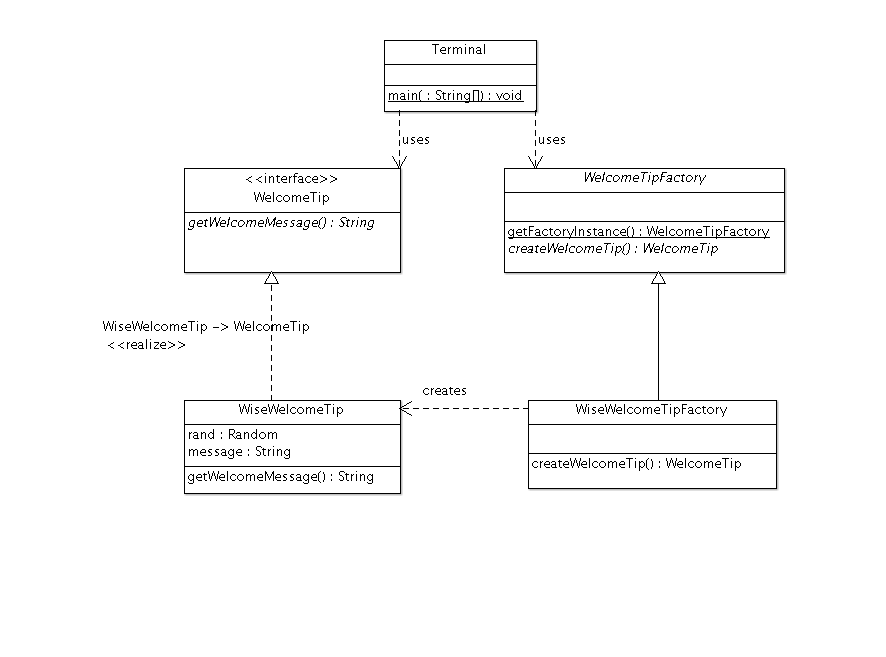 Terminal
main( : String[]) : void
uses
uses
<<interface>>
WelcomeTip
getWelcomeMessage() : String
WelcomeTipFactory
getFactoryInstance() : WelcomeTipFactory
createWelcomeTip() : WelcomeTip
WiseWelcomeTip -> WelcomeTip
<<realize>>
creates
WiseWelcomeTip
rand : Random
message : String
getWelcomeMessage() : String
WiseWelcomeTipFactory
createWelcomeTip() : WelcomeTip